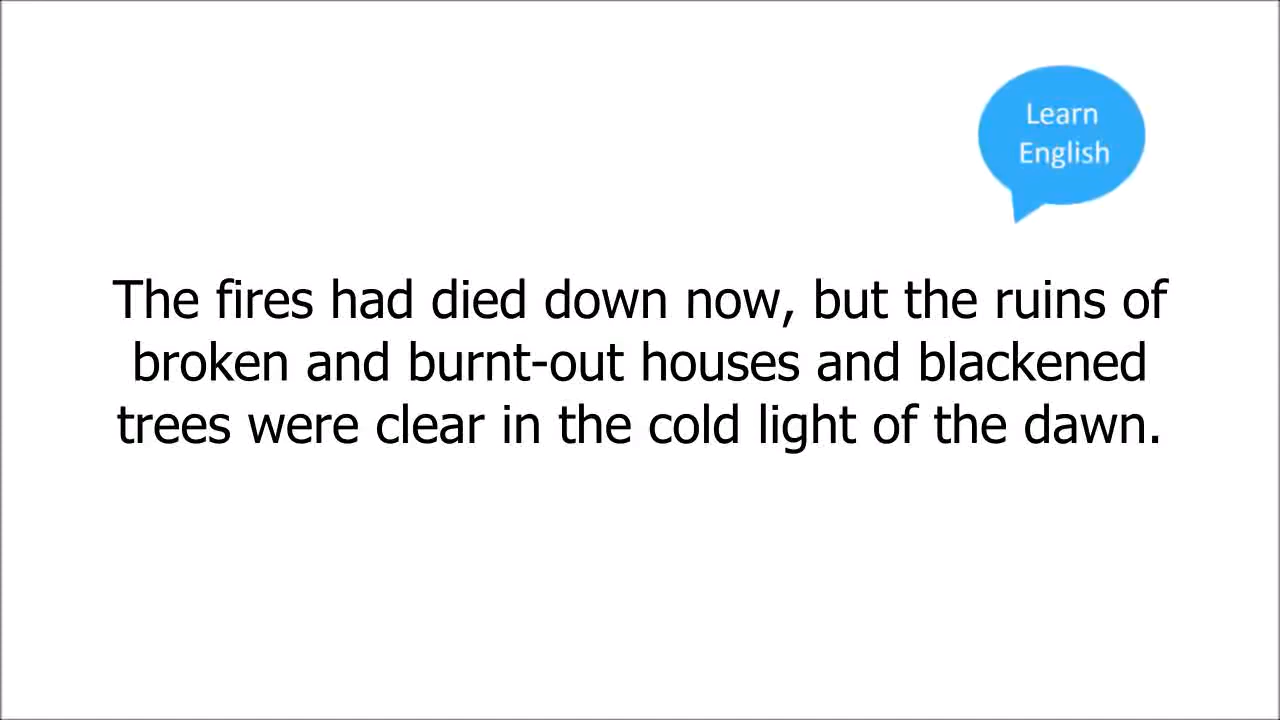 Learn
English
The fires had died down now, but the ruins of
broken and burnt-out houses and blackened
trees were clear in the cold light of the dawn.